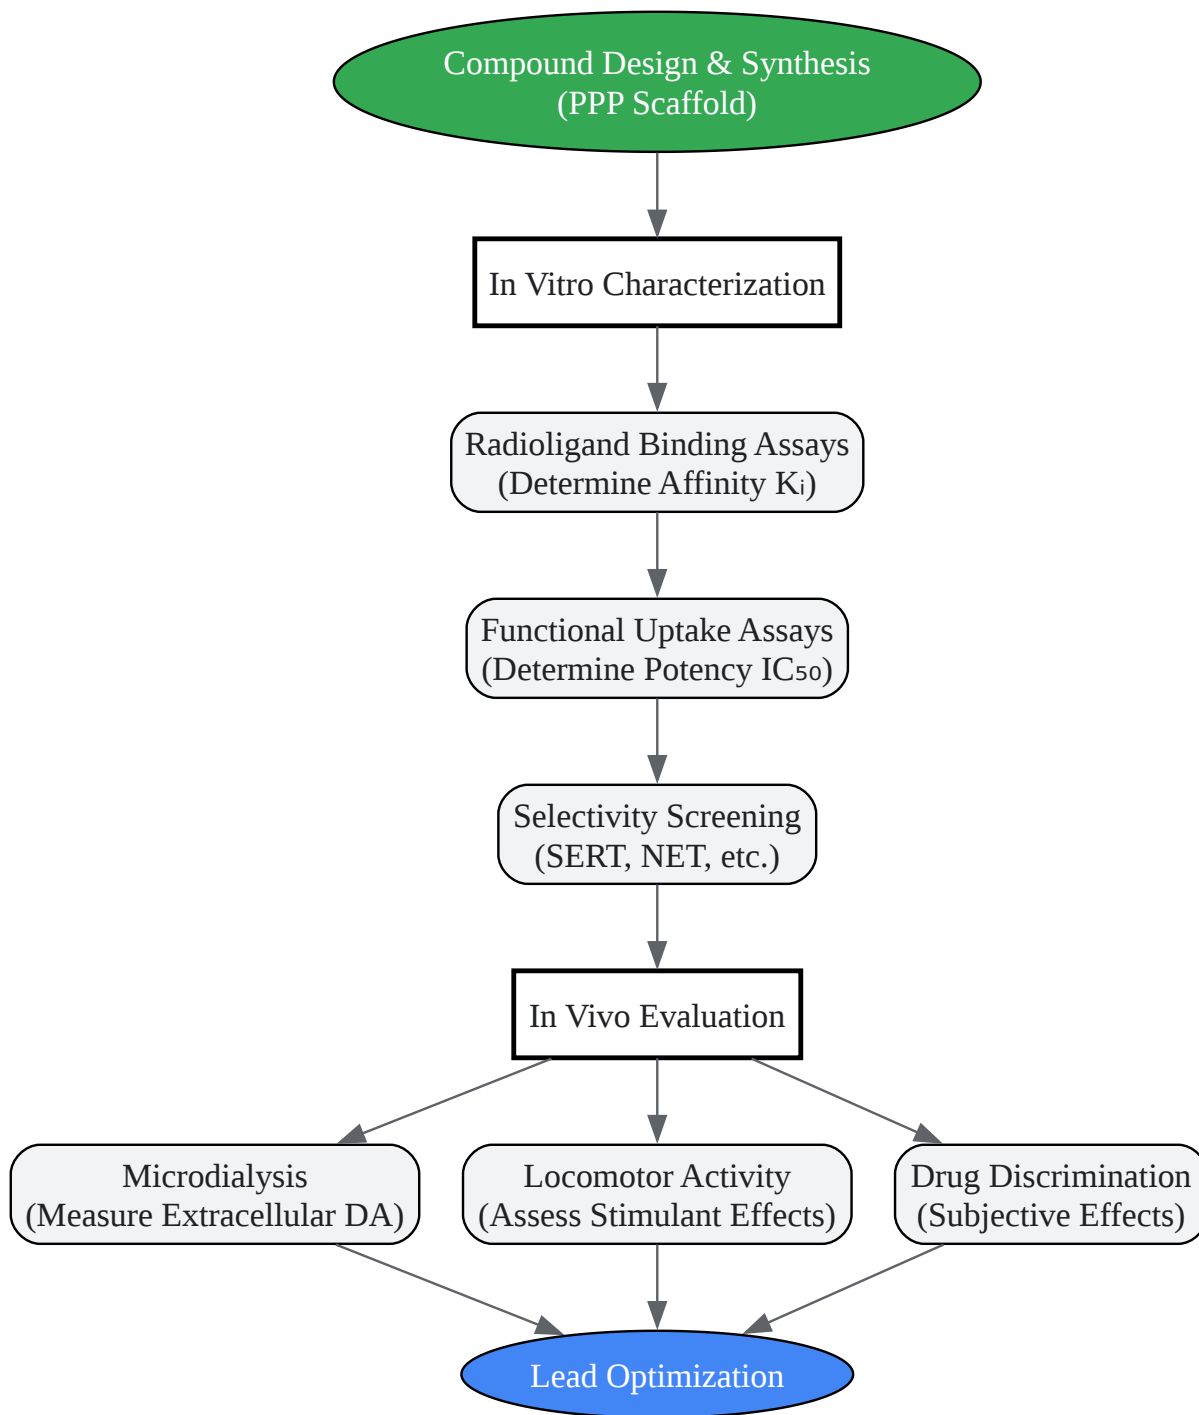 Compound Design & Synthesis
(PPP Scaffold)
In Vitro Characterization
Radioligand Binding Assays
(Determine Affinity Kᵢ)
Functional Uptake Assays
(Determine Potency IC₅₀)
Selectivity Screening
(SERT, NET, etc.)
In Vivo Evaluation
Microdialysis
(Measure Extracellular DA)
Locomotor Activity
(Assess Stimulant Effects)
Drug Discrimination
(Subjective Effects)
Lead Optimization